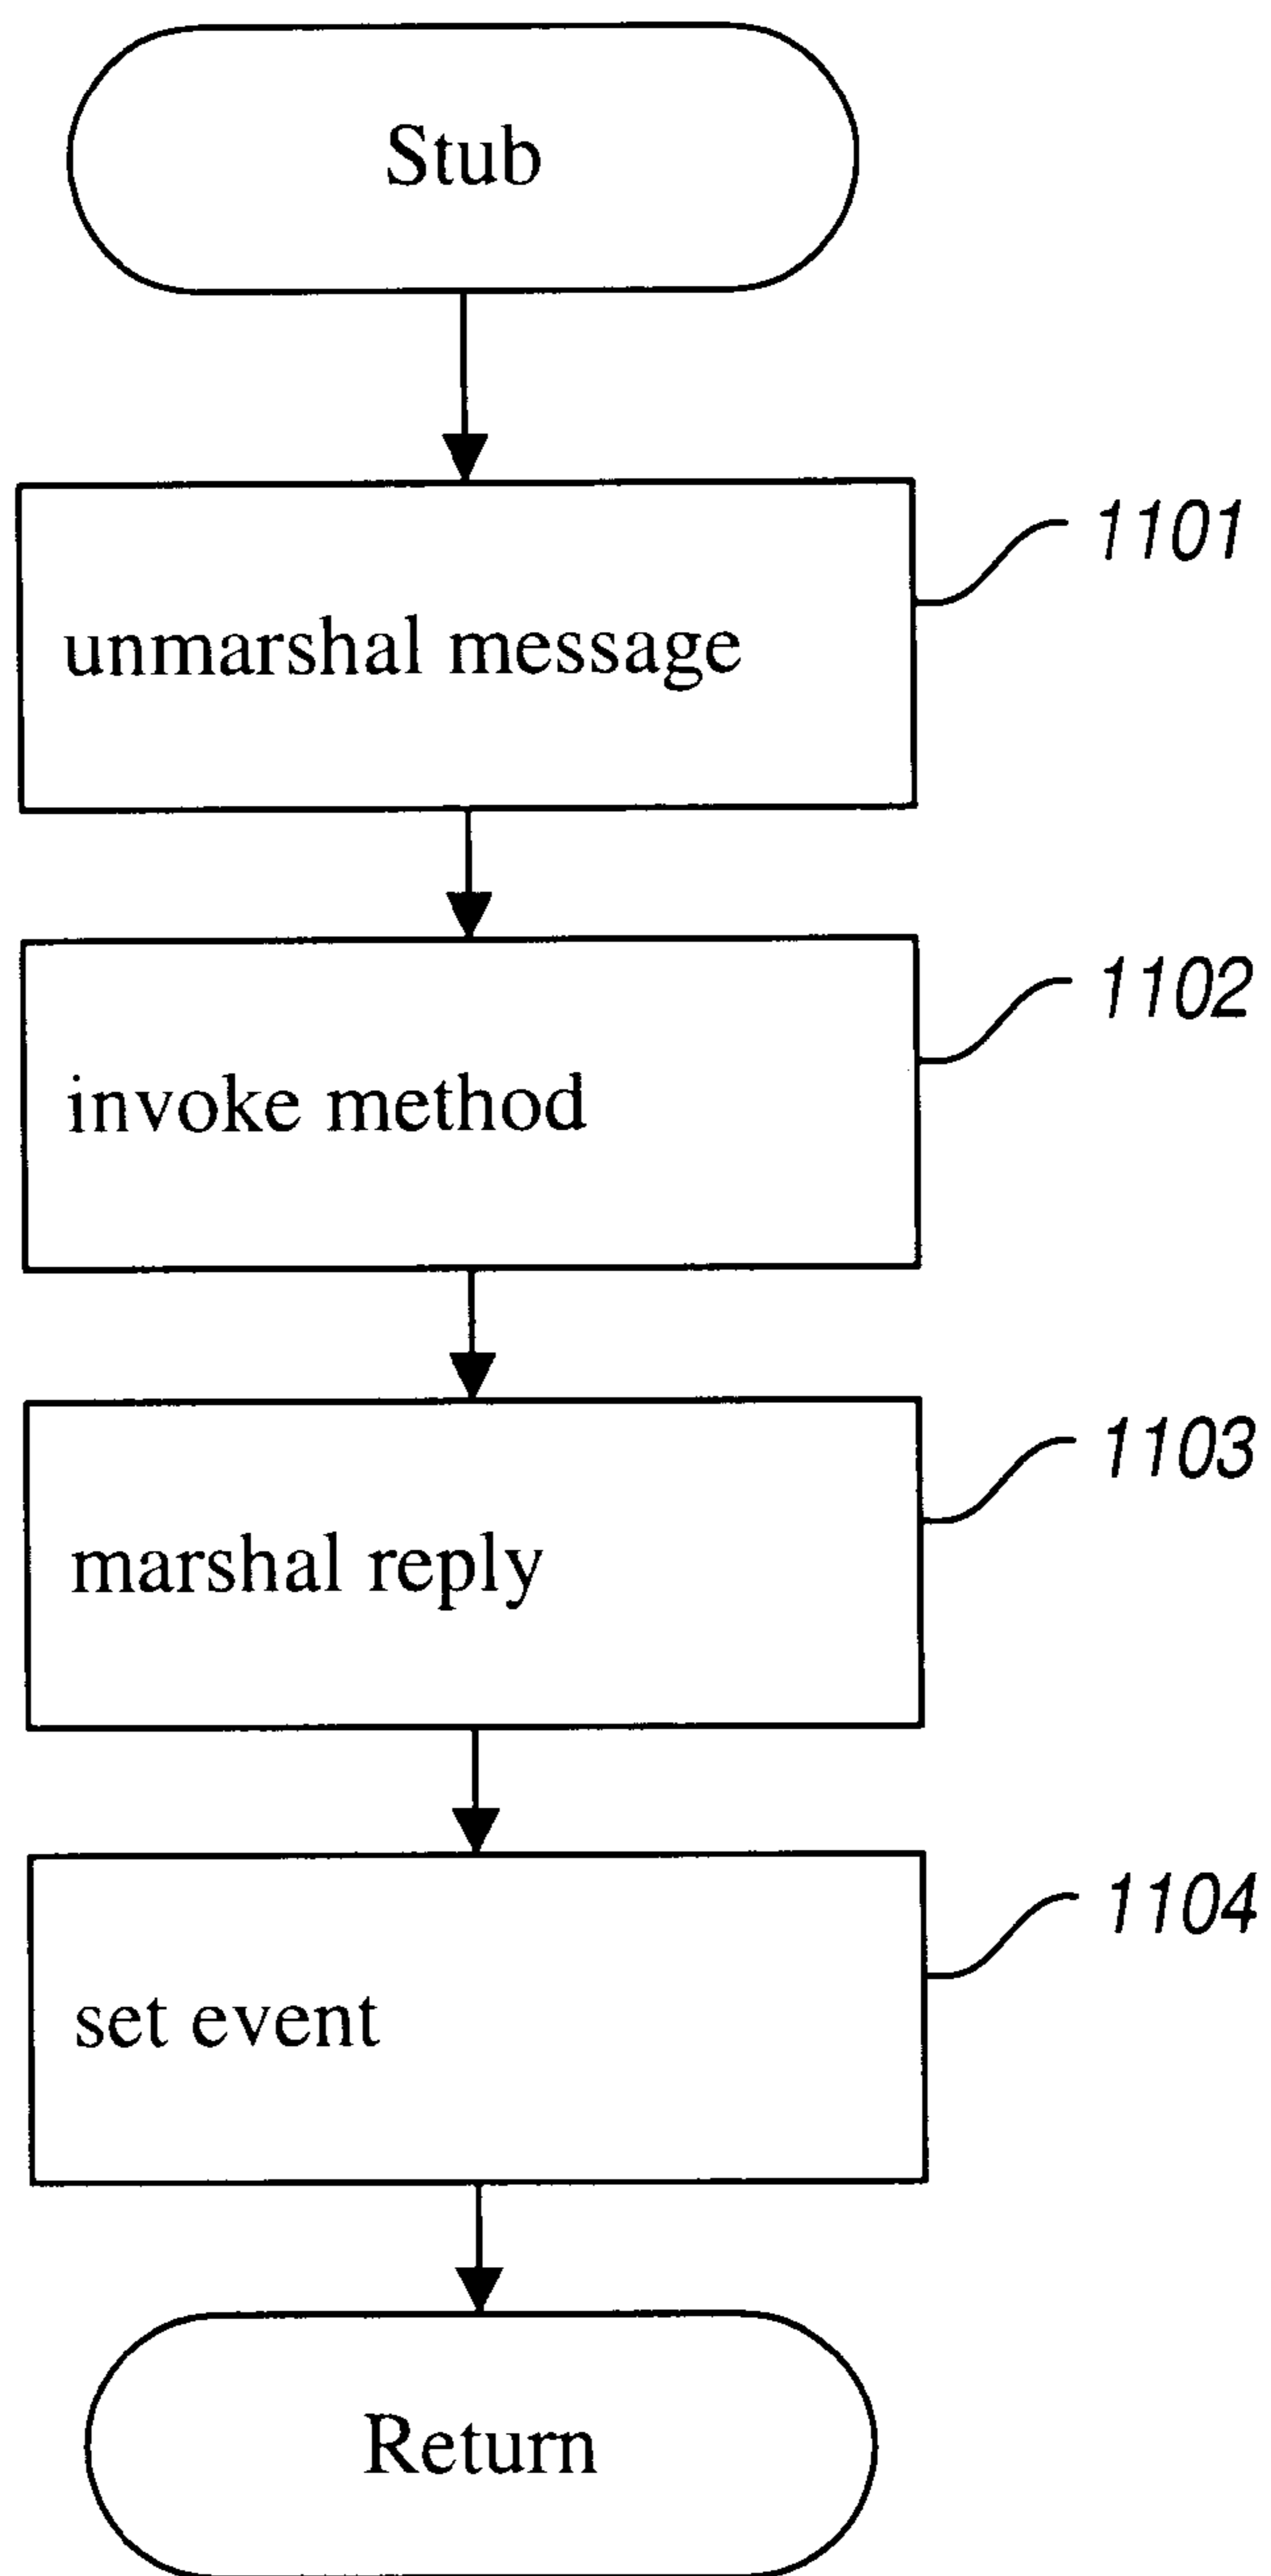 Stub
1101
unmarshal message
1102
invoke method
1103
marshal reply
1104
set event
Return